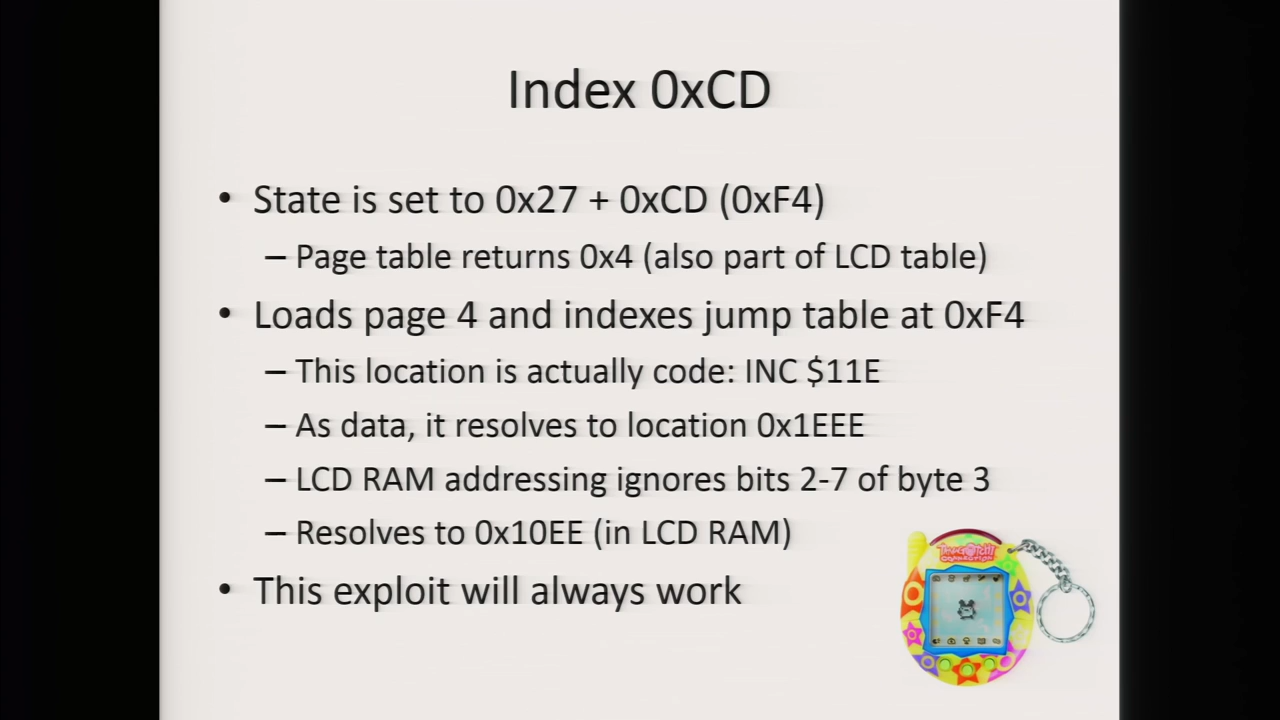 Index 0xCD
• State is set to 0x27 + 0xCD (0xF4)
– Page table returns 0x4 (also part of LCD table)
• Loads page 4 and indexes jump table at 0xF4
– This location is actually code: INC $11E
– As data, it resolves to location 0x1EEE
– LCD RAM addressing ignores bits 2-7 of byte 3
– Resolves to 0x10EE (in LCD RAM)
• This exploit will always work